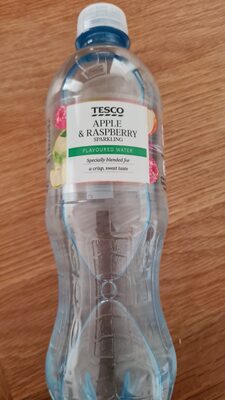 TESCO
APPLE
& RASPBERRY
SPARKLING
FLAVOURED WATER
Specially blended for
a crisp, sweet taste